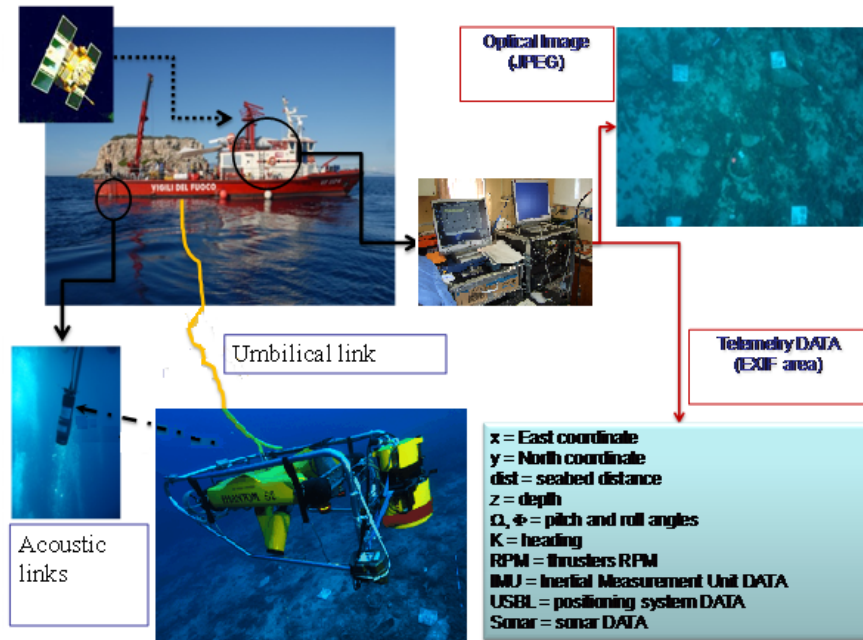 Optical Image
(JPEG)
VIGILI DEL FUOCO
Umbilical link
Telemetry DATA
(EXIF area)
PHANTOM S2
Acoustic
links
x = East coordinate
y = North coordinate
dist = seabed distance
z = depth
Ω, Φ = pitch and roll angles
K = heading
RPM = thrusters RPM
IMU = Inertial Measurement Unit DATA
USBL = positioning system DATA
Sonar = sonar DATA